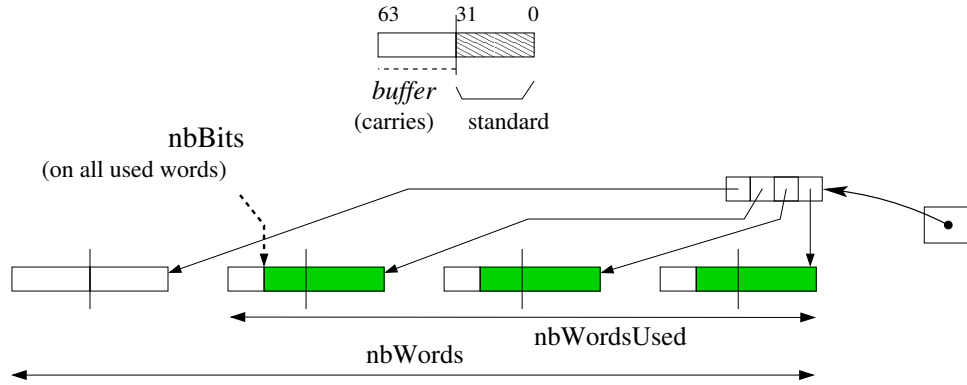 63 31 0
buffer
(carries) standard
nbBits
(on all used words)
nbWordsUsed
nbWords